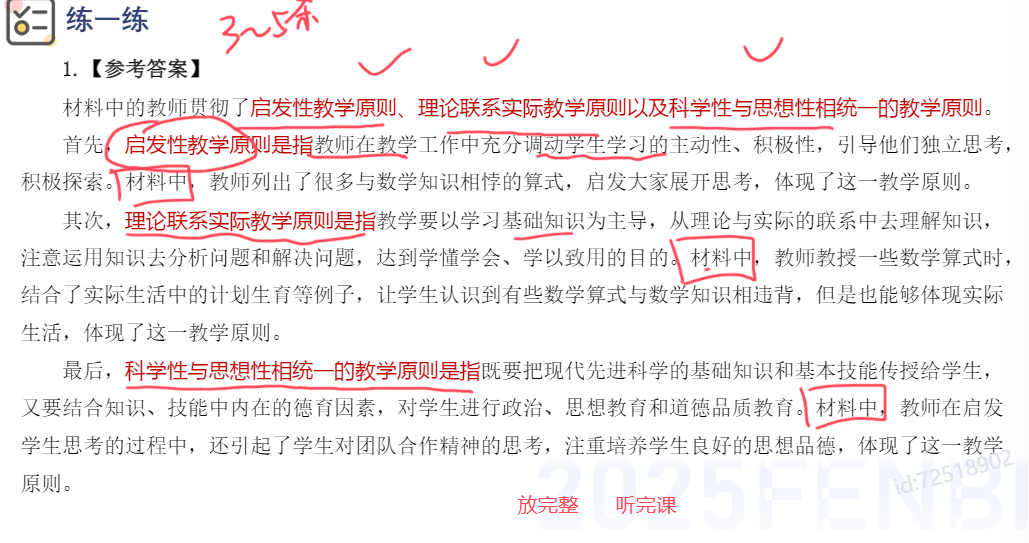 练一练
3~5条
1.【参考答案】
材料中的教师贯彻了启发性教学原则、理论联系实际教学原则以及科学性与思想性相统一的教学原则。
首先，启发性教学原则是指教师在教学工作中充分调动学生学习的主动性、积极性，引导他们独立思考，
积极探索。材料中，教师列出了很多与数学知识相悖的算式，启发大家展开思考，体现了这一教学原则。
其次，理论联系实际教学原则是指教学要以学习基础知识为主导，从理论与实际的联系中去理解知识，
注意运用知识去分析问题和解决问题，达到学懂学会、学以致用的目的。材料中，教师教授一些数学算式时，
结合了实际生活中的计划生育等例子，让学生认识到有些数学算式与数学知识相违背，但是也能够体现实际
生活，体现了这一教学原则。
最后，科学性与思想性相统一的教学原则是指既要把现代先进科学的基础知识和基本技能传授给学生，
又要结合知识、技能中内在的德育因素，对学生进行政治、思想教育和道德品质教育。材料中，教师在启发
学生思考的过程中，还引起了学生对团队合作精神的思考，注重培养学生良好的思想品德，体现了这一教学
原则。
id:72518902
2025FENBI
放完整 听完课